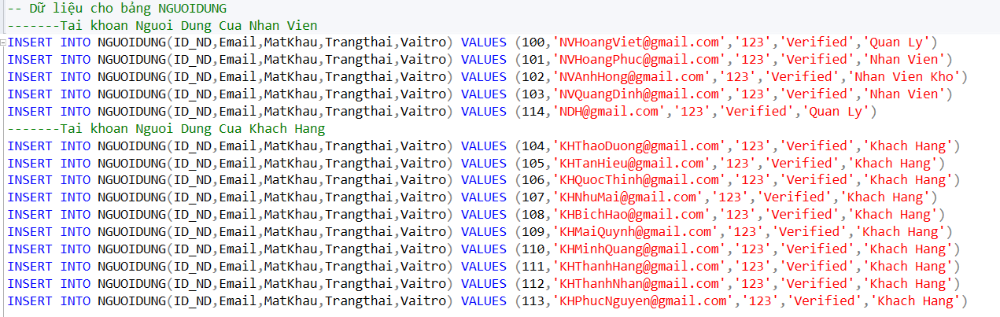 -- Dữ liệu cho bảng NGUOIDUNG
-------Tai khoan Nguoi Dung Cua Nhan Vien
INSERT INTO NGUOIDUNG(ID_ND,Email,MatKhau,Trangthai,Vaitro) VALUES (100,'NVHoangViet@gmail.com','123','Verified','Quan Ly')
INSERT INTO NGUOIDUNG(ID_ND,Email,MatKhau,Trangthai,Vaitro) VALUES (101,'NVHoangPhuc@gmail.com','123','Verified','Nhan Vien')
INSERT INTO NGUOIDUNG(ID_ND,Email,MatKhau,Trangthai,Vaitro) VALUES (102,'NVAnhHong@gmail.com','123','Verified','Nhan Vien Kho')
INSERT INTO NGUOIDUNG(ID_ND,Email,MatKhau,Trangthai,Vaitro) VALUES (103,'NVQuangDinh@gmail.com','123','Verified','Nhan Vien')
INSERT INTO NGUOIDUNG(ID_ND,Email,MatKhau,Trangthai,Vaitro) VALUES (114,'NDH@gmail.com','123','Verified','Quan Ly')
-------Tai khoan Nguoi Dung Cua Khach Hang
INSERT INTO NGUOIDUNG(ID_ND,Email,MatKhau,Trangthai,Vaitro) VALUES (104,'KHThaoDuong@gmail.com','123','Verified','Khach Hang')
INSERT INTO NGUOIDUNG(ID_ND,Email,MatKhau,Trangthai,Vaitro) VALUES (105,'KHTanHieu@gmail.com','123','Verified','Khach Hang')
INSERT INTO NGUOIDUNG(ID_ND,Email,MatKhau,Trangthai,Vaitro) VALUES (106,'KHQuocThinh@gmail.com','123','Verified','Khach Hang')
INSERT INTO NGUOIDUNG(ID_ND,Email,MatKhau,Trangthai,Vaitro) VALUES (107,'KHNhuMai@gmail.com','123','Verified','Khach Hang')
INSERT INTO NGUOIDUNG(ID_ND,Email,MatKhau,Trangthai,Vaitro) VALUES (108,'KHBichHao@gmail.com','123','Verified','Khach Hang')
INSERT INTO NGUOIDUNG(ID_ND,Email,MatKhau,Trangthai,Vaitro) VALUES (109,'KHMaiQuynh@gmail.com','123','Verified','Khach Hang')
INSERT INTO NGUOIDUNG(ID_ND,Email,MatKhau,Trangthai,Vaitro) VALUES (110,'KHMinhQuang@gmail.com','123','Verified','Khach Hang')
INSERT INTO NGUOIDUNG(ID_ND,Email,MatKhau,Trangthai,Vaitro) VALUES (111,'KHThanhHang@gmail.com','123','Verified','Khach Hang')
INSERT INTO NGUOIDUNG(ID_ND,Email,MatKhau,Trangthai,Vaitro) VALUES (112,'KHThanhNhan@gmail.com','123','Verified','Khach Hang')
INSERT INTO NGUOIDUNG(ID_ND,Email,MatKhau,Trangthai,Vaitro) VALUES (113,'KHPhucNguyen@gmail.com','123','Verified','Khach Hang')